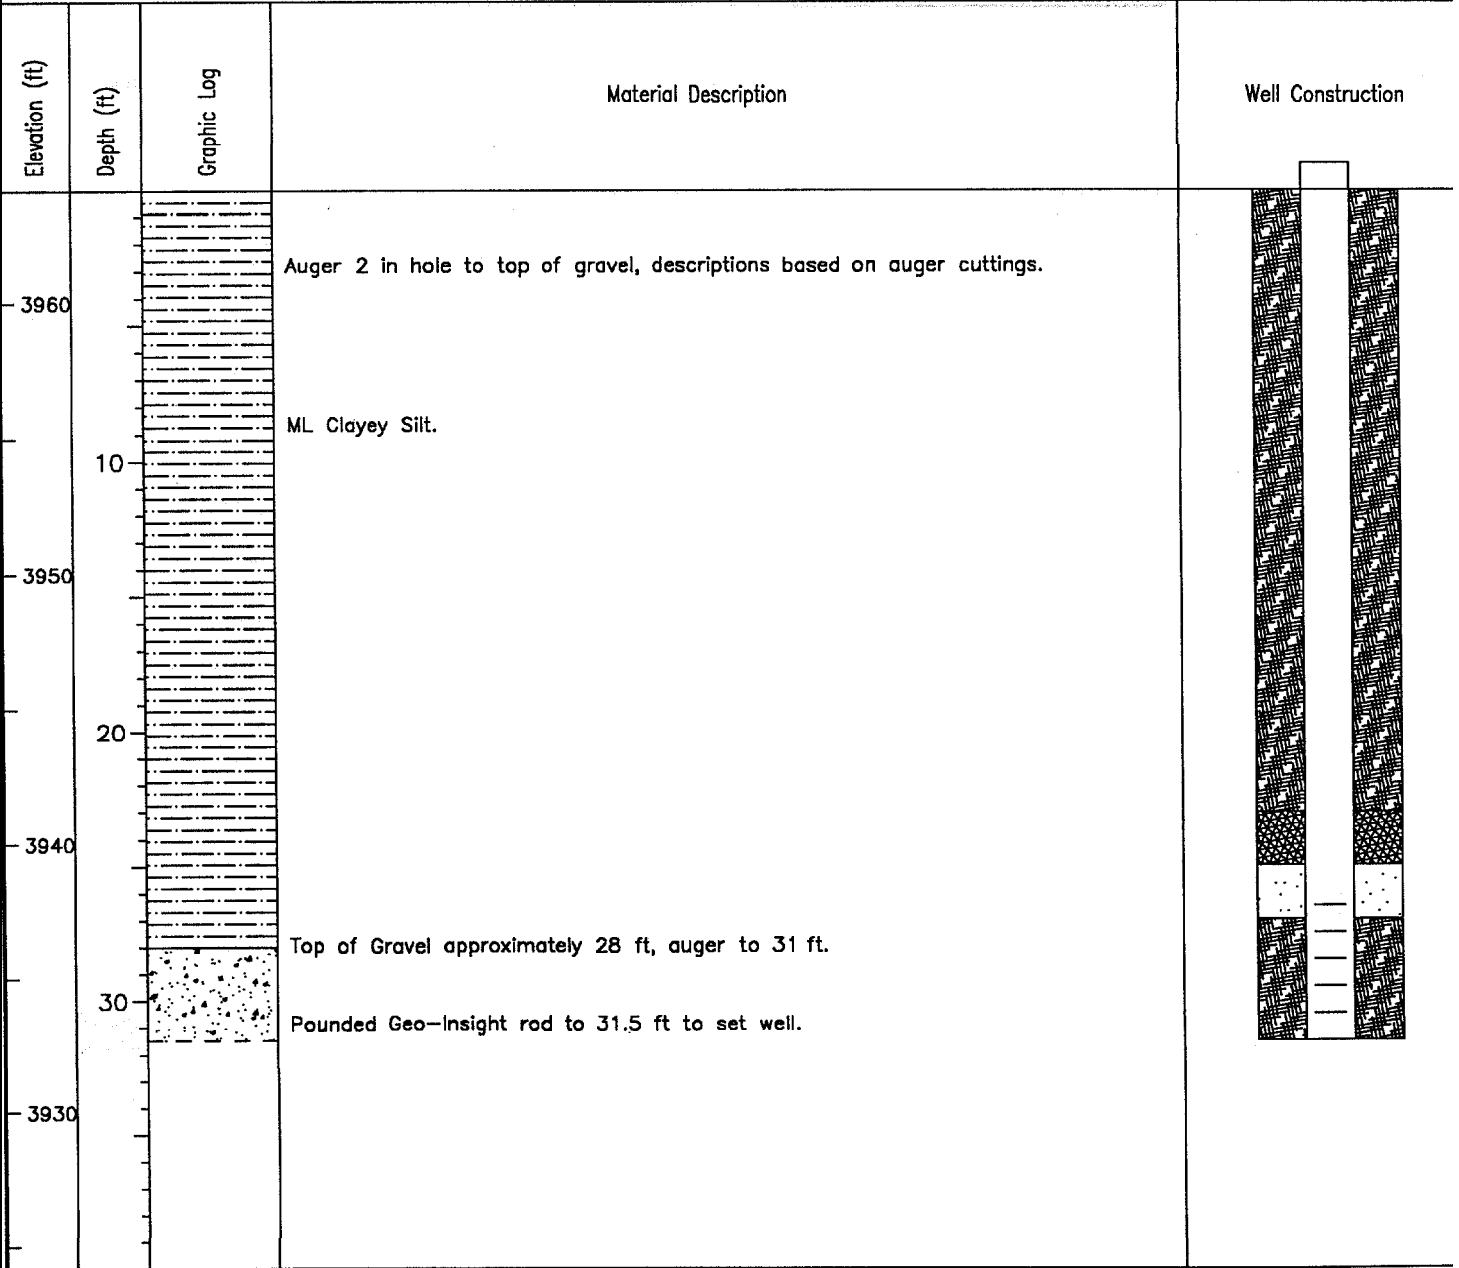 Elevation (ft)
Depth (ft)
Graphic Log
Material Description
Well Construction
Auger 2 in hole to top of gravel, descriptions based on auger cuttings.
3960
ML Clayey Silt.
10
3950
20
3940
Top of Gravel approximately 28 ft, auger to 31 ft.
30
Pounded Geo-Insight rod to 31.5 ft to set well.
3930